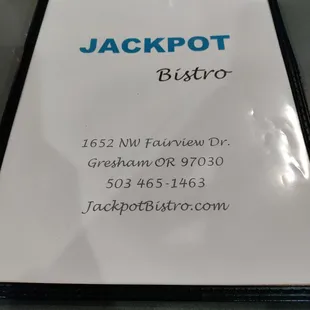 JACKPOT
Bistro
1652 NW Fairview Dr.
Gresham OR 97030
503 465-1463
JackpotBistro.com